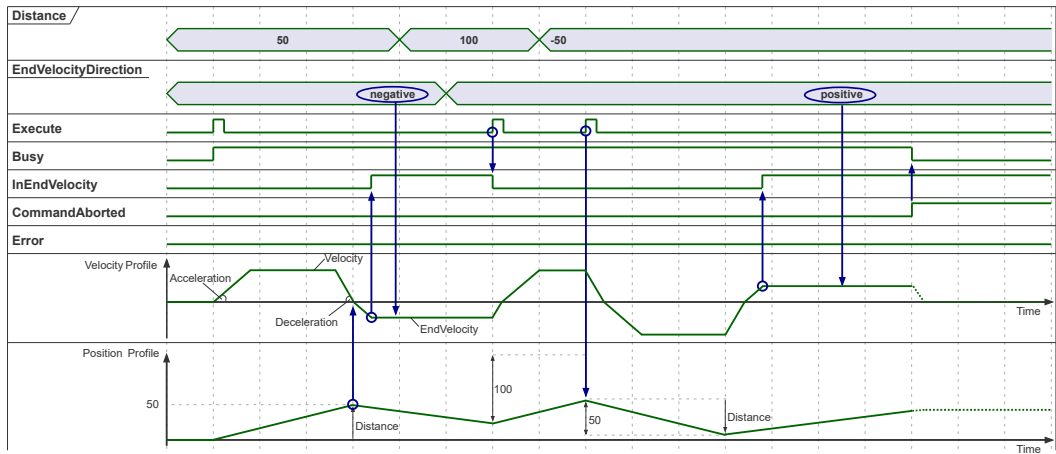 Distance
50
100
-50
EndVelocityDirection
negative
positive
Execute
Busy
InEndVelocity
CommandAborted
Error
Velocity Profile
Velocity
Acceleration
Deceleration
EndVelocity
Time
Position Profile
100
50
Distance
50
Distance
Time